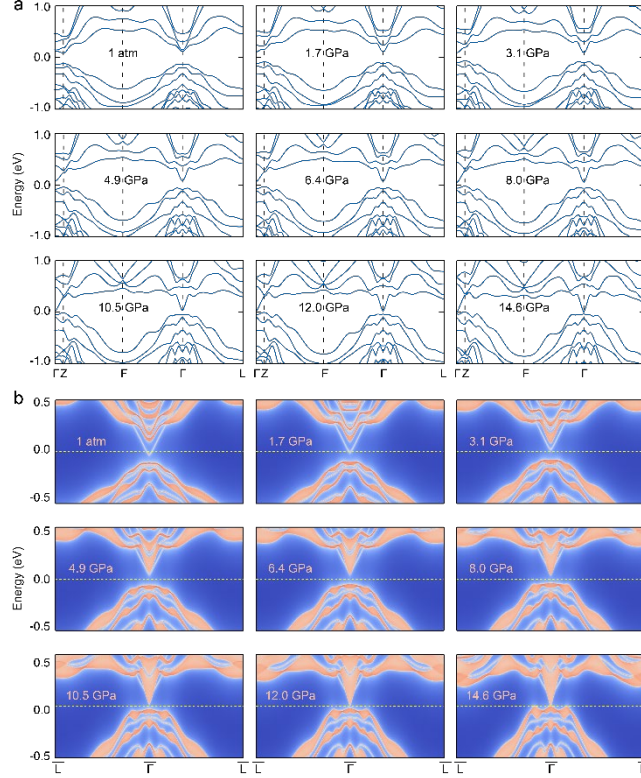 a
1.0
0.0
-1.0
1 atm
1.7 GPa
3.1 GPa
Energy (eV)
1.0
0.0
-1.0
4.9 GPa
6.4 GPa
8.0 GPa
1.0
0.0
-1.0
10.5 GPa
12.0 GPa
14.6 GPa
ΓZ F Γ L ΓZ F Γ L ΓZ F Γ L
b
0.5
0.0
-0.5
1 atm
1.7 GPa
3.1 GPa
Energy (eV)
0.5
0.0
-0.5
4.9 GPa
6.4 GPa
8.0 GPa
0.5
0.0
-0.5
10.5 GPa
12.0 GPa
14.6 GPa
L̅ Γ̅ L̅ L̅ Γ̅ L̅ L̅ Γ̅